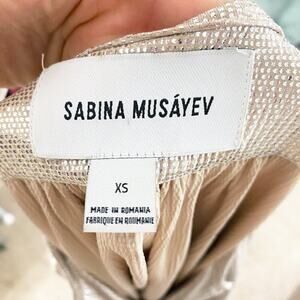 SABINA MUSÁYEV
XS
MADE IN ROMANIA
FABRIQUE EN ROUMANIE